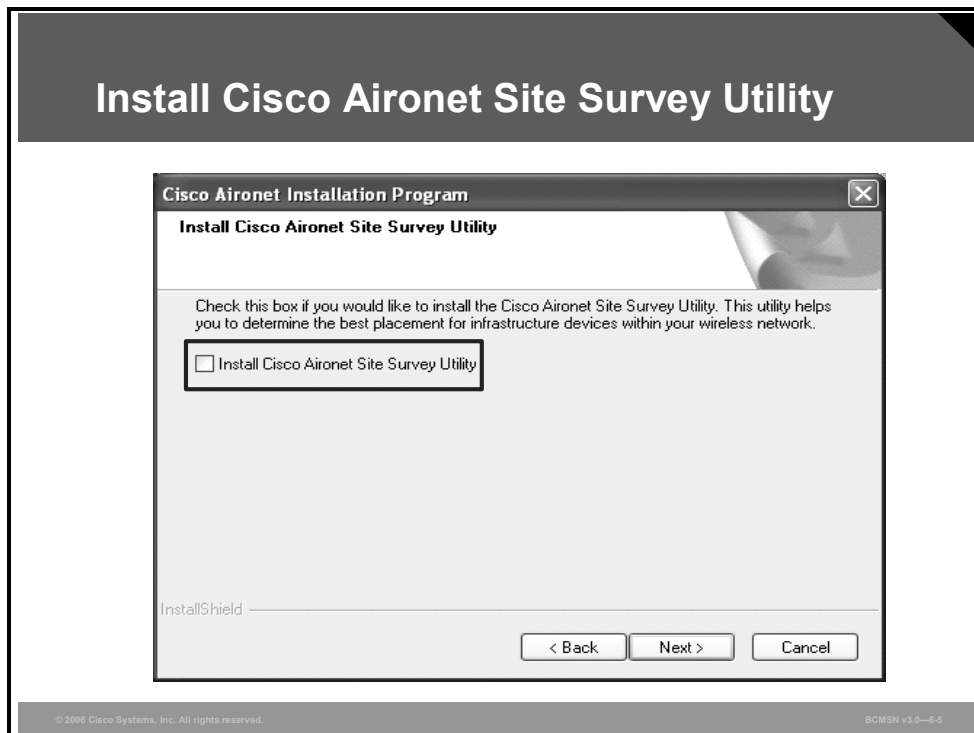 Install Cisco Aironet Site Survey Utility
Cisco Aironet Installation Program
Install Cisco Aironet Site Survey Utility
Check this box if you would like to install the Cisco Aironet Site Survey Utility. This utility helps
you to determine the best placement for infrastructure devices within your wireless network.
Install Cisco Aironet Site Survey Utility
InstallShield
< Back
Next >
Cancel
© 2006 Cisco Systems, Inc. All rights reserved.
BCMSN v3.0—6-5